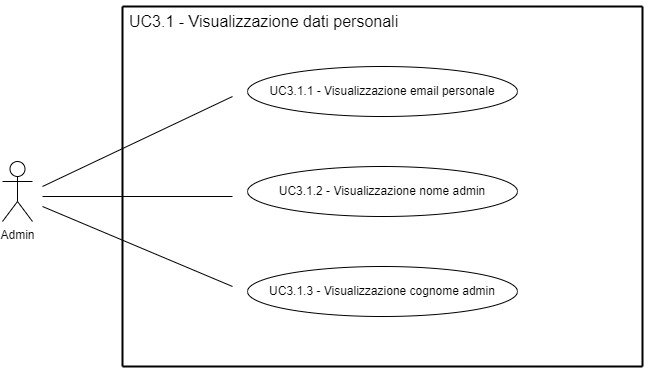 UC3.1 - Visualizzazione dati personali
UC3.1.1 - Visualizzazione email personale
UC3.1.2 - Visualizzazione nome admin
Admin
UC3.1.3 - Visualizzazione cognome admin